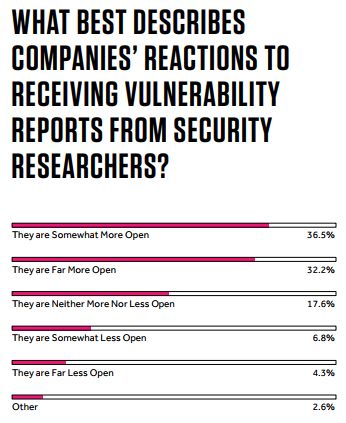 WHAT BEST DESCRIBES
COMPANIES' REACTIONS TO
RECEIVING VULNERABILITY
REPORTS FROM SECURITY
RESEARCHERS?
They are Somewhat More Open 36.5%
They are Far More Open 32.2%
They are Neither More Nor Less Open 17.6%
They are Somewhat Less Open 6.8%
They are Far Less Open 4.3%
Other 2.6%